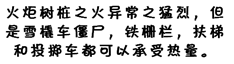 火炬树桩之火异常之猛烈，但
是雪橇车僵尸，铁栅栏，扶梯
和投掷车都可以承受热量。